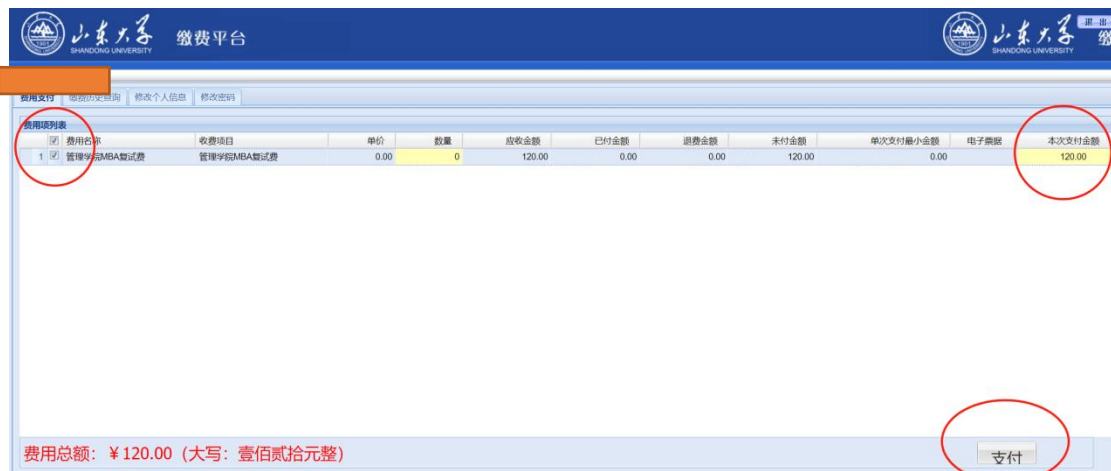 山东大学 SHANDONG UNIVERSITY 缴费平台 山东大学 SHANDONG UNIVERSITY 退出 缴
费用支付 缴费历史查询 修改个人信息 修改密码
费用项列表
费用名称 收费项目 单价 数量 应收金额 已付金额 退费金额 未付金额 单次支付最小金额 电子票据 本次支付金额
1 管理学院MBA复试费 管理学院MBA复试费 0.00 0 120.00 0.00 0.00 120.00 0.00 120.00
费用总额：￥120.00（大写：壹佰贰拾元整） 支付